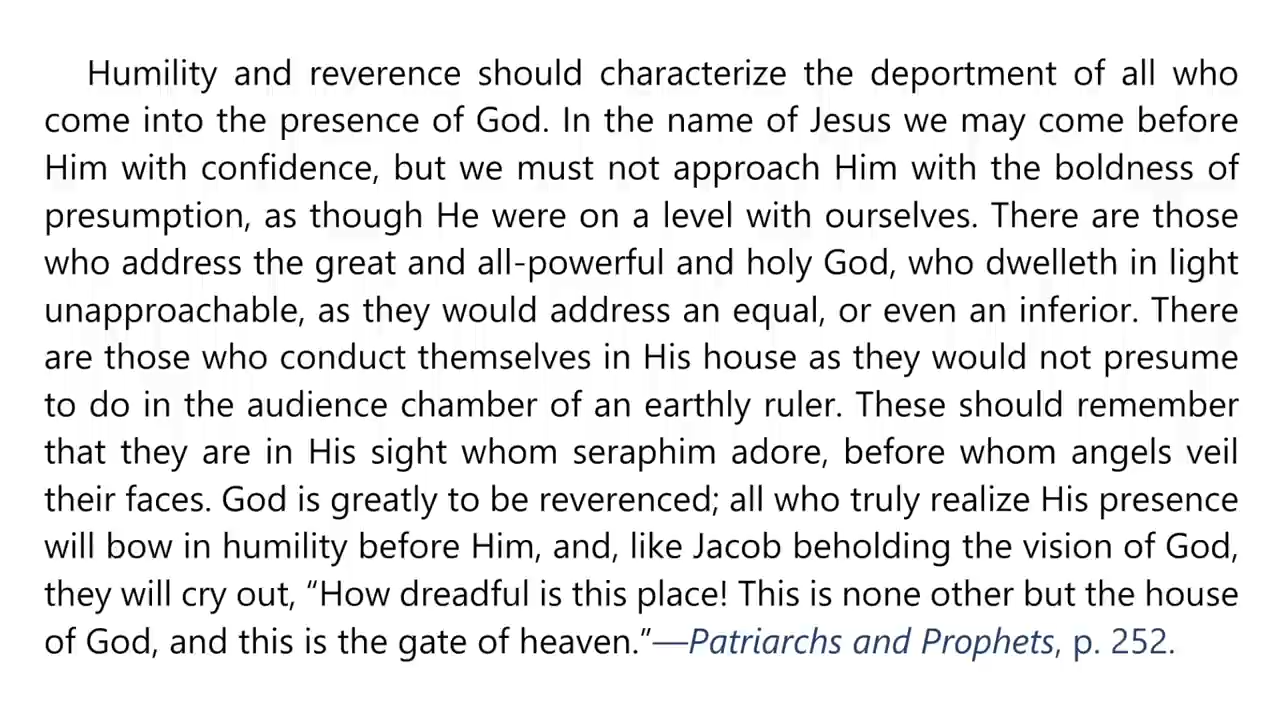 Humility and reverence should characterize the deportment of all who
come into the presence of God. In the name of Jesus we may come before
Him with confidence, but we must not approach Him with the boldness of
presumption, as though He were on a level with ourselves. There are those
who address the great and all-powerful and holy God, who dwelleth in light
unapproachable, as they would address an equal, or even an inferior. There
are those who conduct themselves in His house as they would not presume
to do in the audience chamber of an earthly ruler. These should remember
that they are in His sight whom seraphim adore, before whom angels veil
their faces. God is greatly to be reverenced; all who truly realize His presence
will bow in humility before Him, and, like Jacob beholding the vision of God,
they will cry out, “How dreadful is this place! This is none other but the house
of God, and this is the gate of heaven.”—Patriarchs and Prophets, p. 252.